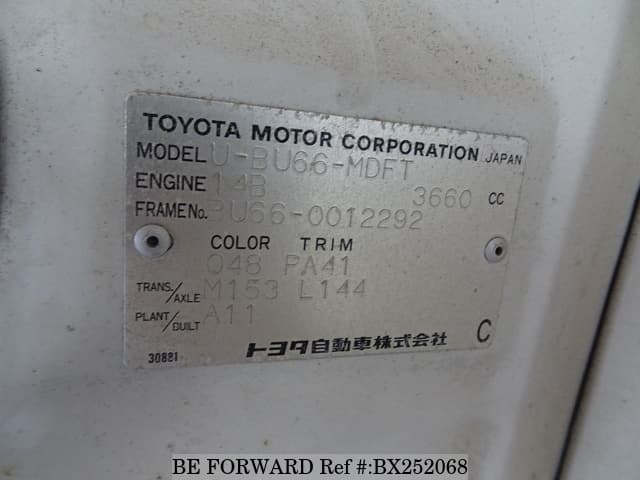 TOYOTA MOTOR CORPORATION JAPAN
MODEL U-BU66-MDFT
ENGINE 14B 3660 CC
FRAME No. BU66-0012292
COLOR TRIM
048 PA41
TRANS./AXLE M153 L144
PLANT/BUILT A11
30881 トヨタ自動車株式会社 C
BE FORWARD Ref #:BX252068